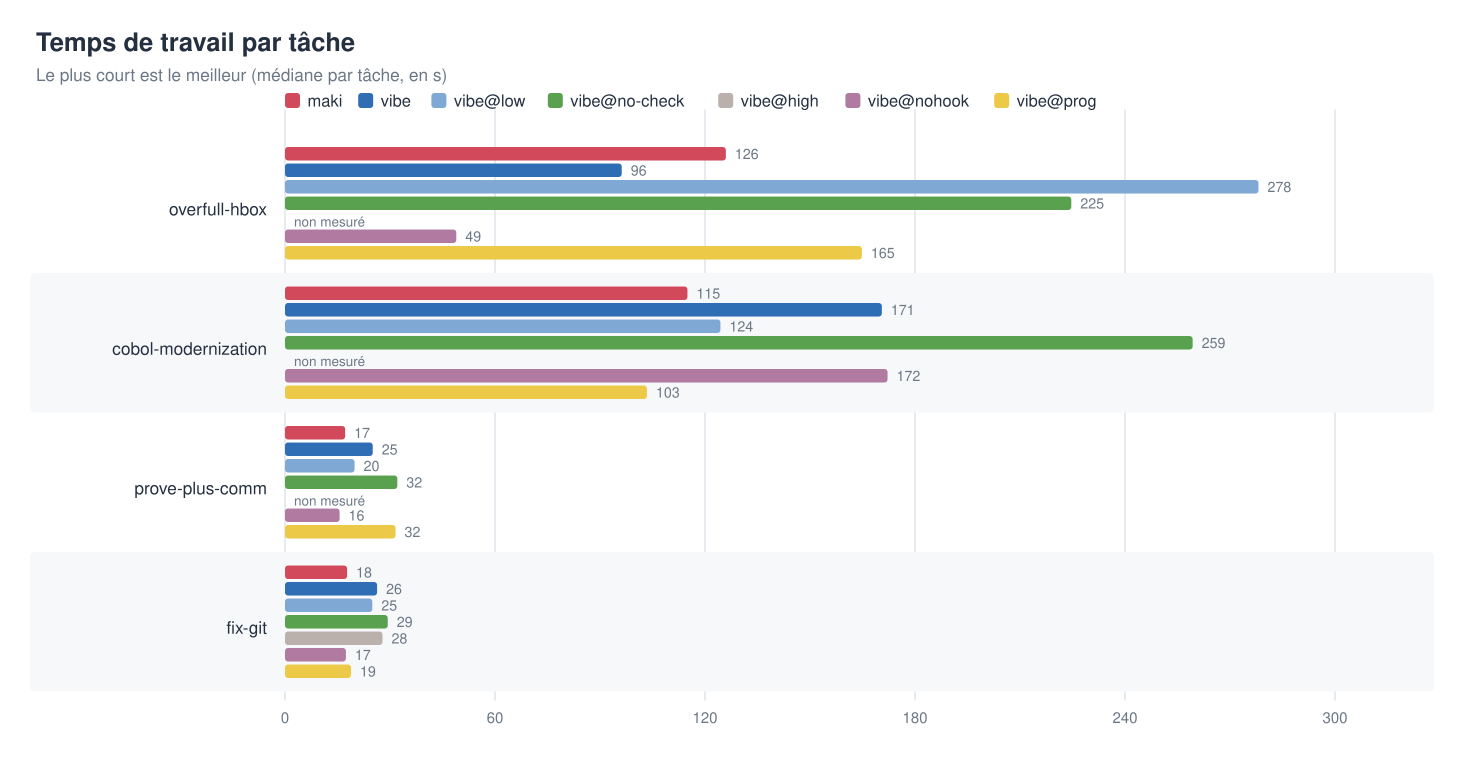 Temps de travail par tâche
Le plus court est le meilleur (médiane par tâche, en s)
maki vibe vibe@low vibe@no-check vibe@high vibe@nohook vibe@prog
126
96
278
overfull-hbox
225
non mesuré
49
165
115
171
124
cobol-modernization
259
non mesuré
172
103
17
25
20
prove-plus-comm
32
non mesuré
16
32
18
26
25
fix-git
29
28
17
19
0 60 120 180 240 300